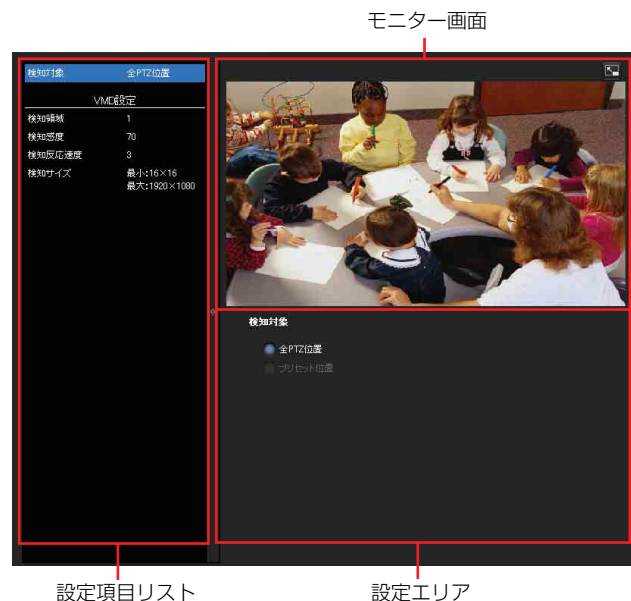 モニター画面
検知対象 全PTZ位置
VMD設定
検知領域 1
検知感度 70
検知反応速度 3
検知サイズ 最小:16×16
最大:1920×1080
検知対象
全PTZ位置
プリセット位置
設定項目リスト
設定エリア